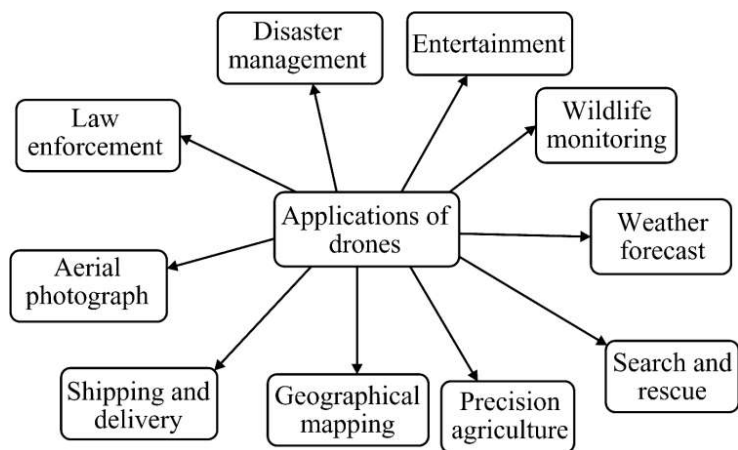 Disaster
management
Entertainment
Law
enforcement
Wildlife
monitoring
Applications of
drones
Weather
forecast
Aerial
photograph
Search and
rescue
Shipping and
delivery
Geographical
mapping
Precision
agriculture